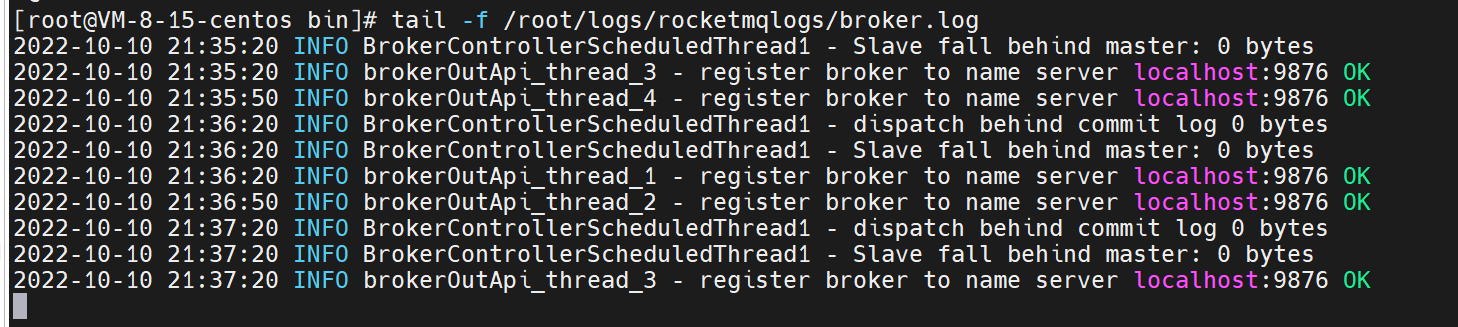 [root@VM-8-15-centos bin]# tail -f /root/logs/rocketmqlogs/broker.log
2022-10-10 21:35:20 INFO BrokerControllerScheduledThread1 - Slave fall behind master: 0 bytes
2022-10-10 21:35:20 INFO brokerOutApi_thread_3 - register broker to name server localhost:9876 OK
2022-10-10 21:35:50 INFO brokerOutApi_thread_4 - register broker to name server localhost:9876 OK
2022-10-10 21:36:20 INFO BrokerControllerScheduledThread1 - dispatch behind commit log 0 bytes
2022-10-10 21:36:20 INFO BrokerControllerScheduledThread1 - Slave fall behind master: 0 bytes
2022-10-10 21:36:20 INFO brokerOutApi_thread_1 - register broker to name server localhost:9876 OK
2022-10-10 21:36:50 INFO brokerOutApi_thread_2 - register broker to name server localhost:9876 OK
2022-10-10 21:37:20 INFO BrokerControllerScheduledThread1 - dispatch behind commit log 0 bytes
2022-10-10 21:37:20 INFO BrokerControllerScheduledThread1 - Slave fall behind master: 0 bytes
2022-10-10 21:37:20 INFO brokerOutApi_thread_3 - register broker to name server localhost:9876 OK